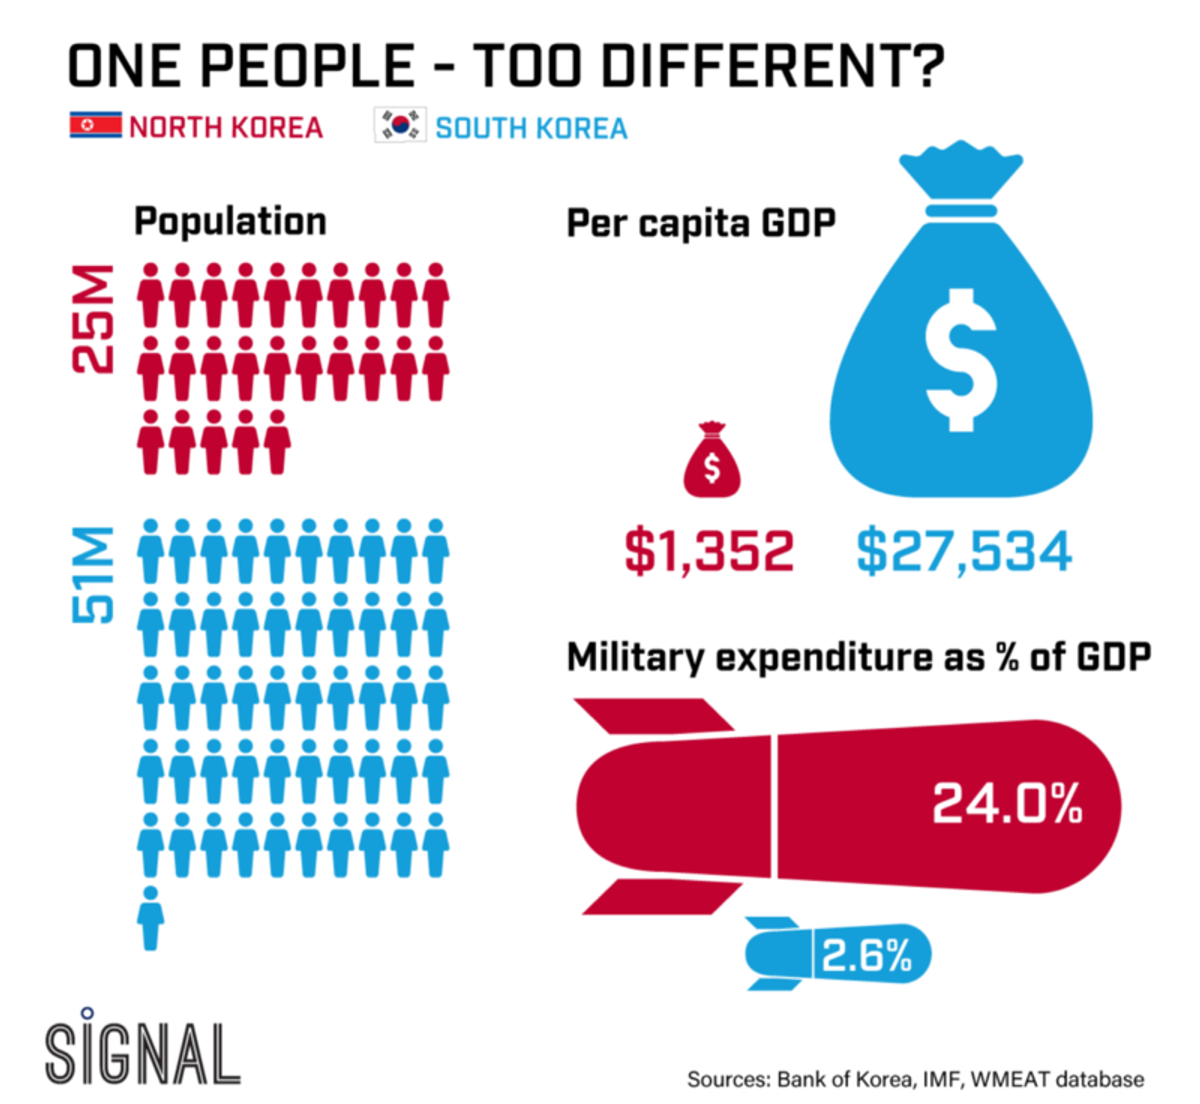 ONE PEOPLE - TOO DIFFERENT?
NORTH KOREA
SOUTH KOREA
Population
25M
51M
Per capita GDP
$
$
$1,352
$27,534
Military expenditure as % of GDP
24.0%
2.6%
SIGNAL
Sources: Bank of Korea, IMF, WMEAT database